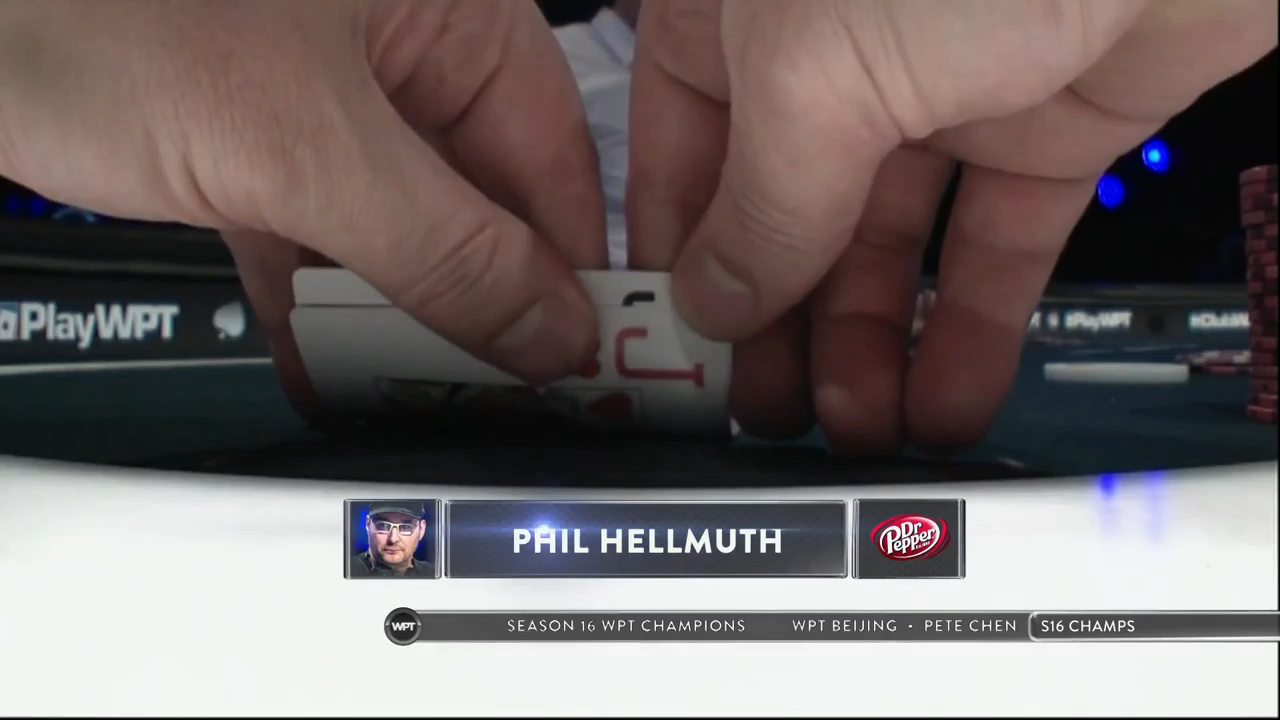 PlayWPT
PlayWPT
J
PHIL HELLMUTH
Dr
Pepper
WPT
SEASON 16 WPT CHAMPIONS
WPT BEIJING • PETE CHEN
S16 CHAMPS